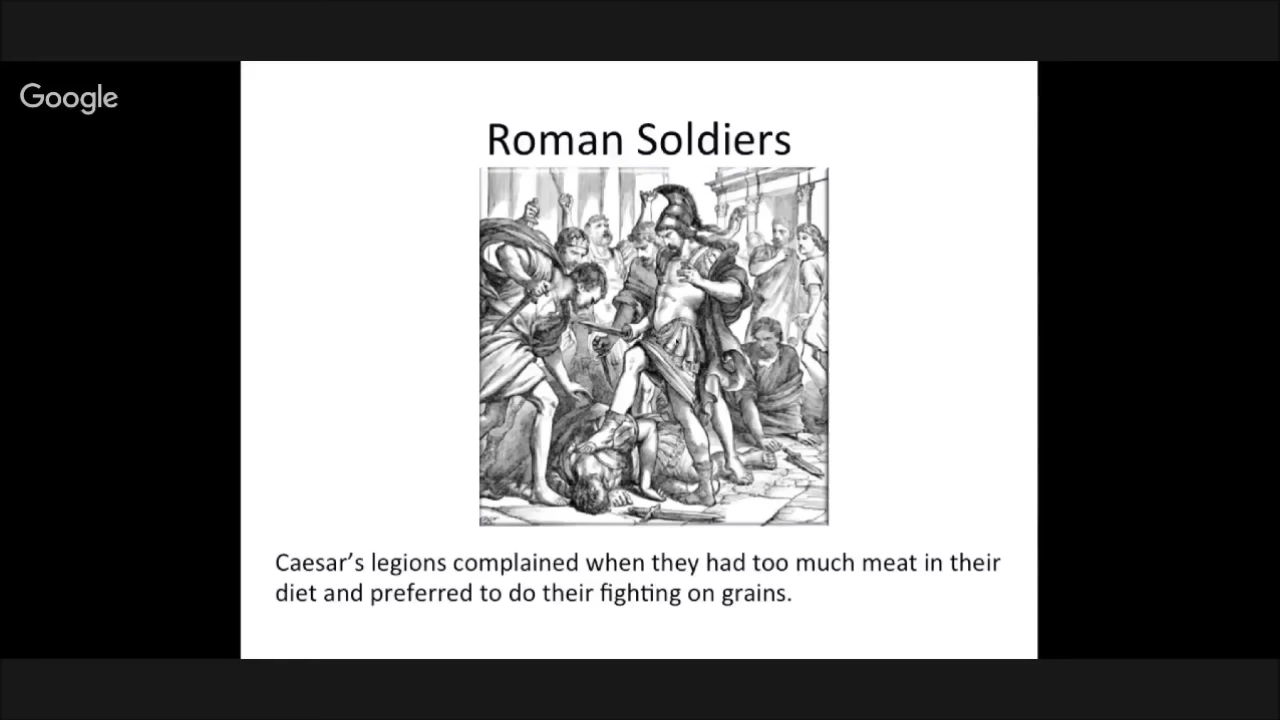 Google
Roman Soldiers
Caesar’s legions complained when they had too much meat in their
diet and preferred to do their fighting on grains.